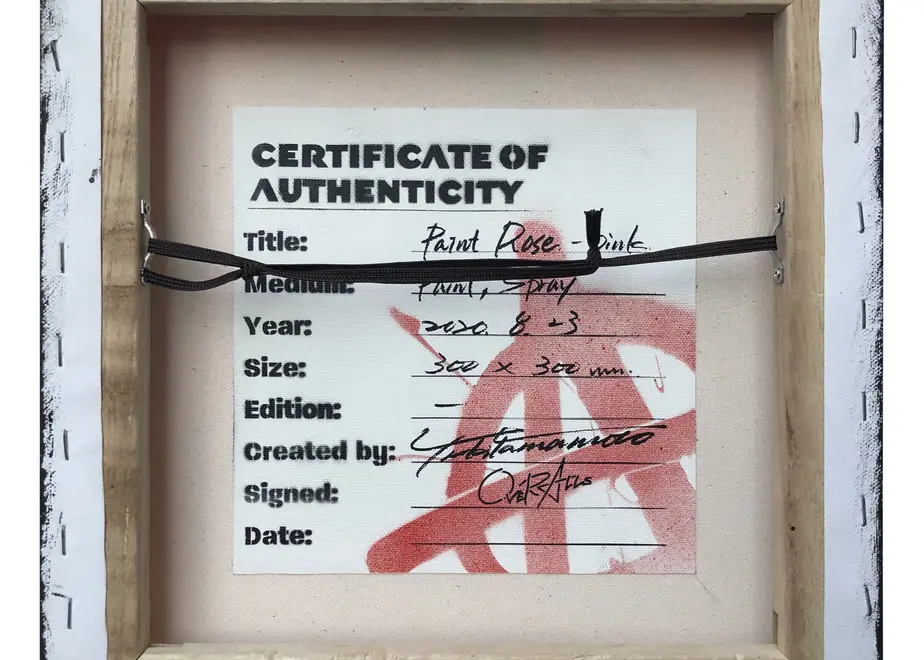 CERTIFICATE OF
AUTHENTICITY
Title: Paint Rose - pink
Medium: Paint, Spray
Year: 2020. 8. 23
Size: 300 × 300 mm.
Edition: —
Created by:
Signed: OVERALLs
Date: